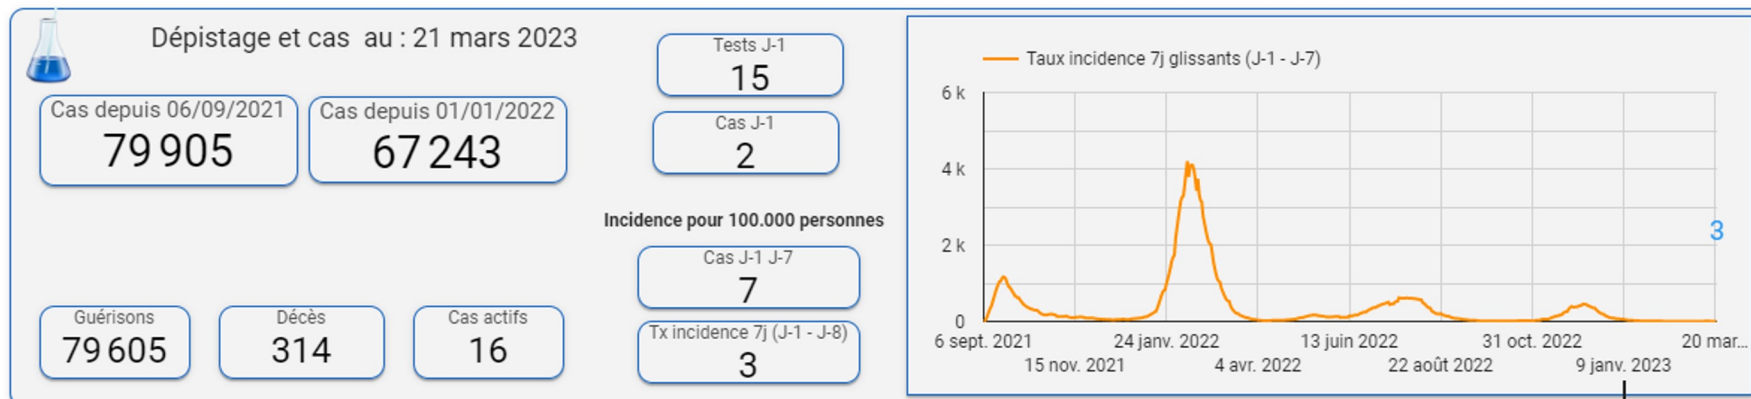 Dépistage et cas au : 21 mars 2023
Cas depuis 06/09/2021
79 905
Cas depuis 01/01/2022
67 243
Tests J-1
15
Cas J-1
2
Incidence pour 100.000 personnes
Cas J-1 J-7
7
Tx incidence 7j (J-1 - J-8)
3
Guérisons
79 605
Décès
314
Cas actifs
16
Taux incidence 7j glissants (J-1 - J-7)
6 k
4 k
2 k
0
3
6 sept. 2021
15 nov. 2021
24 janv. 2022
4 avr. 2022
13 juin 2022
22 août 2022
31 oct. 2022
9 janv. 2023
20 mar...